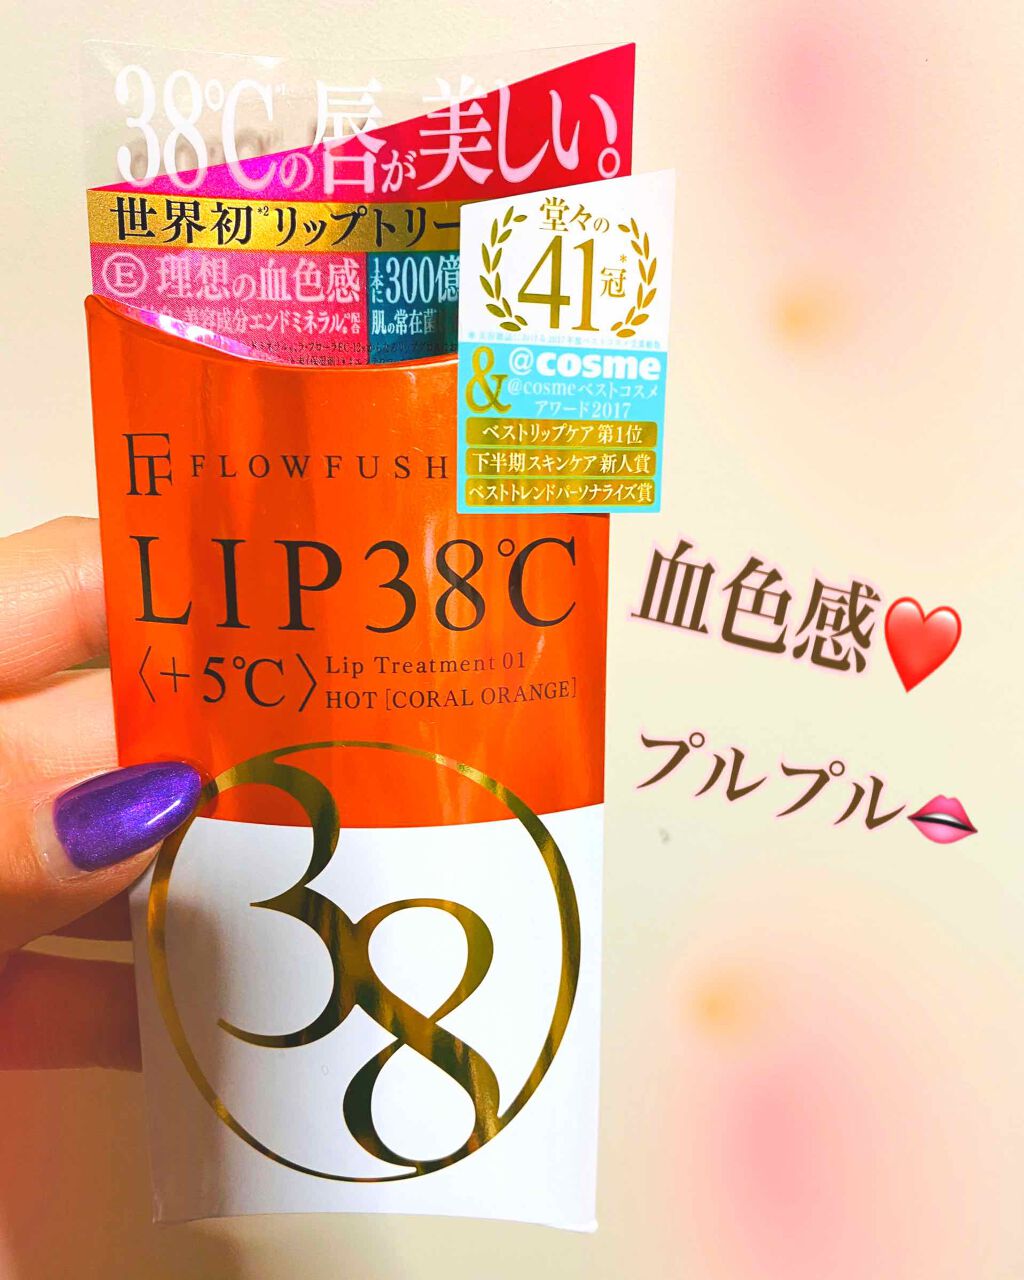 38℃*1の唇が美しい。
世界初*2リップトリー
Ⓔ 理想の血色感
美容成分エンドミネラル*配合
1本に300億
肌の常在菌
堂々の
41*冠
& @cosme
@cosmeベストコスメ
アワード2017
ベストリップケア 第1位
下半期スキンケア 新人賞
ベストトレンドパーソナライズ賞
FLOWFUSH
LIP38℃
〈+5℃〉
Lip Treatment 01
HOT [CORAL ORANGE]
38
血色感❤️
プルプル💋